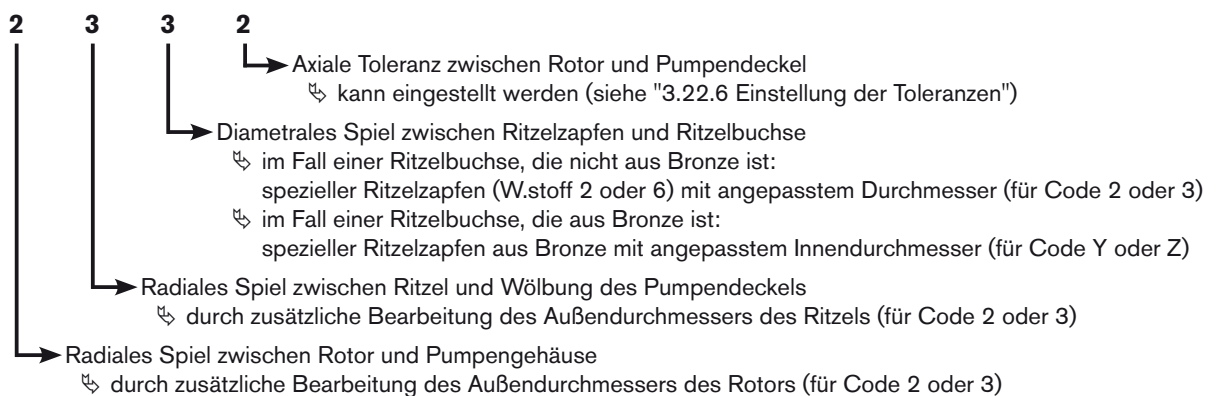 2 3 3 2
Axiale Toleranz zwischen Rotor und Pumpendeckel
↳ kann eingestellt werden (siehe "3.22.6 Einstellung der Toleranzen")
Diametrales Spiel zwischen Ritzelzapfen und Ritzelbuchse
↳ im Fall einer Ritzelbuchse, die nicht aus Bronze ist:
spezieller Ritzelzapfen (W.stoff 2 oder 6) mit angepasstem Durchmesser (für Code 2 oder 3)
↳ im Fall einer Ritzelbuchse, die aus Bronze ist:
spezieller Ritzelzapfen aus Bronze mit angepasstem Innendurchmesser (für Code Y oder Z)
Radiales Spiel zwischen Ritzel und Wölbung des Pumpendeckels
↳ durch zusätzliche Bearbeitung des Außendurchmessers des Ritzels (für Code 2 oder 3)
Radiales Spiel zwischen Rotor und Pumpengehäuse
↳ durch zusätzliche Bearbeitung des Außendurchmessers des Rotors (für Code 2 oder 3)